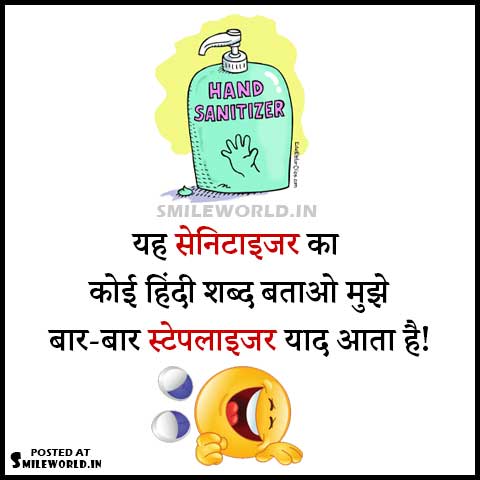 HAND
SANITIZER
SMILEWORLD.IN
यह सेनिटाइजर का
कोई हिंदी शब्द बताओ मुझे
बार-बार स्टेपलाइजर याद आता है!
POSTED AT
SMILEWORLD.IN